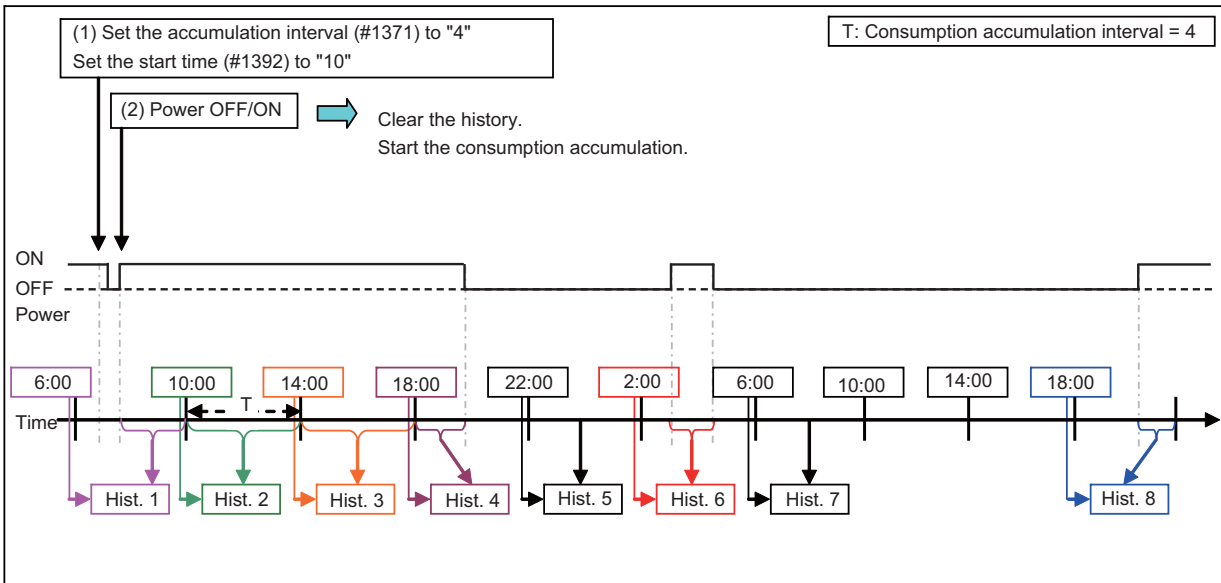 (1) Set the accumulation interval (#1371) to "4"
Set the start time (#1392) to "10"
T: Consumption accumulation interval = 4
(2) Power OFF/ON
Clear the history.
Start the consumption accumulation.
ON
OFF
Power
6:00
10:00
14:00
18:00
22:00
2:00
6:00
10:00
14:00
18:00
T
Time
Hist. 1
Hist. 2
Hist. 3
Hist. 4
Hist. 5
Hist. 6
Hist. 7
Hist. 8